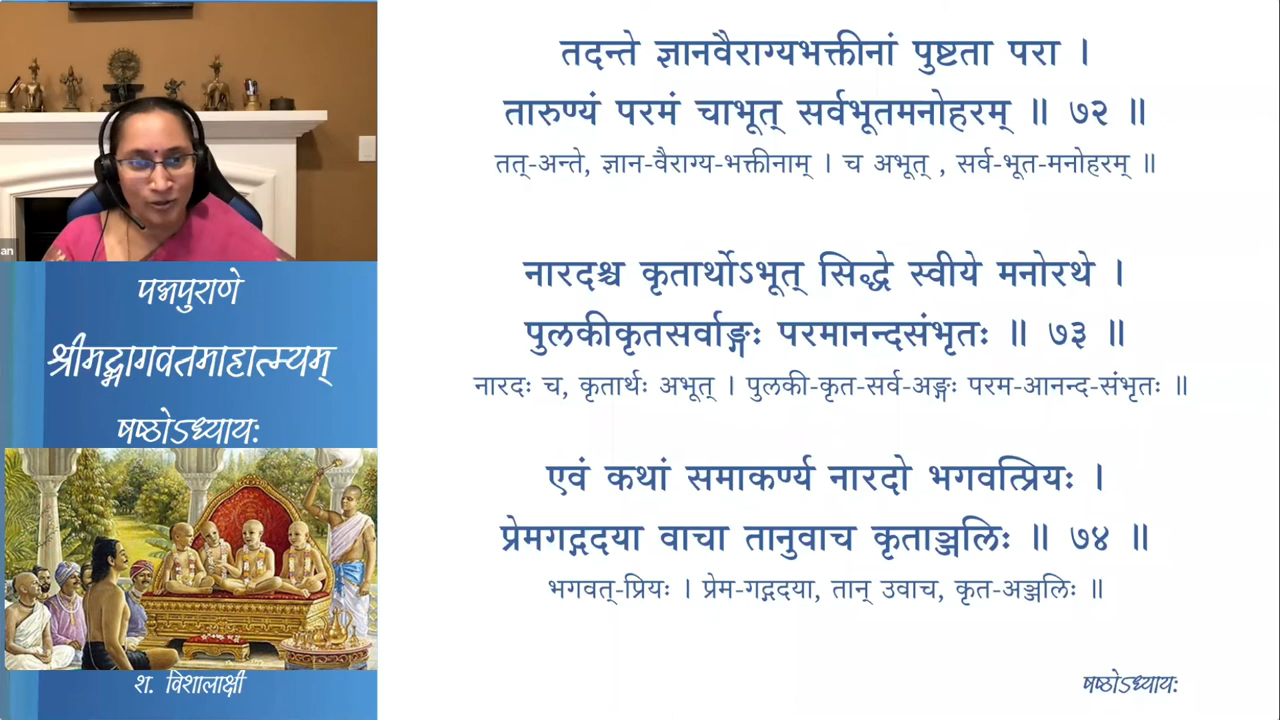 तदन्ते ज्ञानवैराग्यभक्तीनां पुष्टता परा ।
तारुण्यं परमं चाभूत् सर्वभूतमनोहरम् ॥ ७२ ॥
तत्-अन्ते, ज्ञान-वैराग्य-भक्तीनाम् । च अभूत् , सर्व-भूत-मनोहरम् ॥
नारदश्च कृतार्थोऽभूत् सिद्धे स्वीये मनोरथे ।
पुलकीकृतसर्वाङ्गः परमानन्दसंभृतः ॥ ७३ ॥
नारदः च, कृतार्थः अभूत् । पुलकी-कृत-सर्व-अङ्गः परम-आनन्द-संभृतः ॥
एवं कथां समाकर्ण्य नारदो भगवत्प्रियः ।
प्रेमगद्गदया वाचा तानुवाच कृताञ्जलिः ॥ ७४ ॥
भगवत्-प्रियः । प्रेम-गद्गदया, तान् उवाच, कृत-अञ्जलिः ॥
षष्ठोऽध्यायः
an
पद्मपुराणे
श्रीमद्भागवतमाहात्म्यम्
षष्ठोऽध्यायः
श. विशालाक्षी